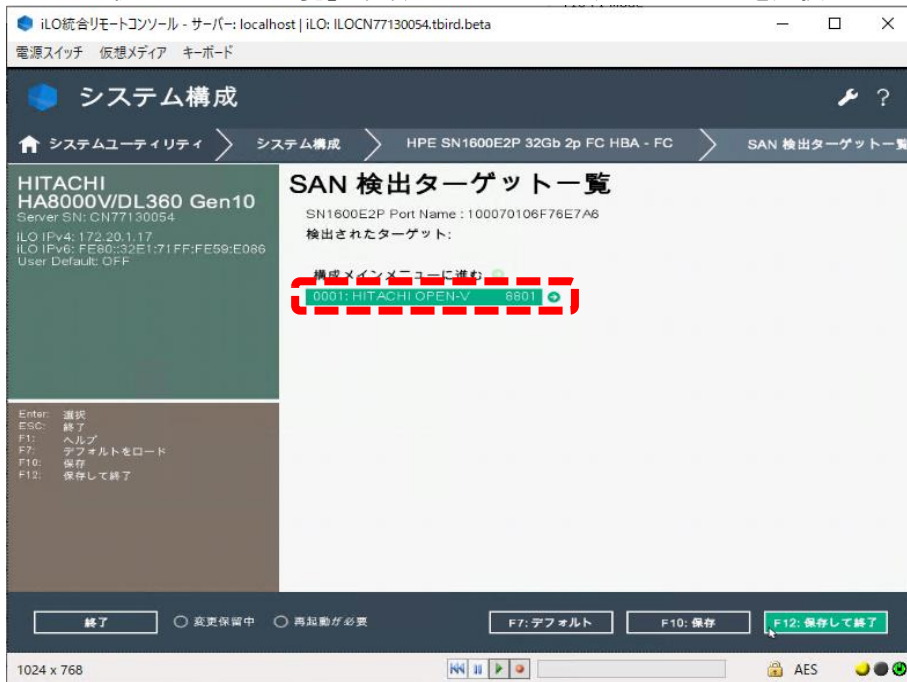 iLO統合リモートコンソール - サーバー: localhost | iLO: ILOCN77130054.tbird.beta
電源スイッチ 仮想メディア キーボード
システム構成
?
システムユーティリティ
システム構成
HPE SN1600E2P 32Gb 2p FC HBA - FC
SAN 検出ターゲット一覧
HITACHI
HA8000V/DL360 Gen10
Server SN: CN77130054
iLO IPv4: 172.20.1.17
iLO IPv6: FE80::32E1:71FF:FE59:E086
User Default: OFF
Enter: 選択
ESC: 終了
F1: ヘルプ
F7: デフォルトをロード
F10: 保存
F12: 保存して終了
SAN 検出ターゲット一覧
SN1600E2P Port Name : 100070106F76E7A6
検出されたターゲット:
構成メインメニューに進む
0001: HITACHI OPEN-V 8601
終了
変更保留中
再起動が必要
F7: デフォルト
F10: 保存
F12: 保存して終了
1024 x 768
AES